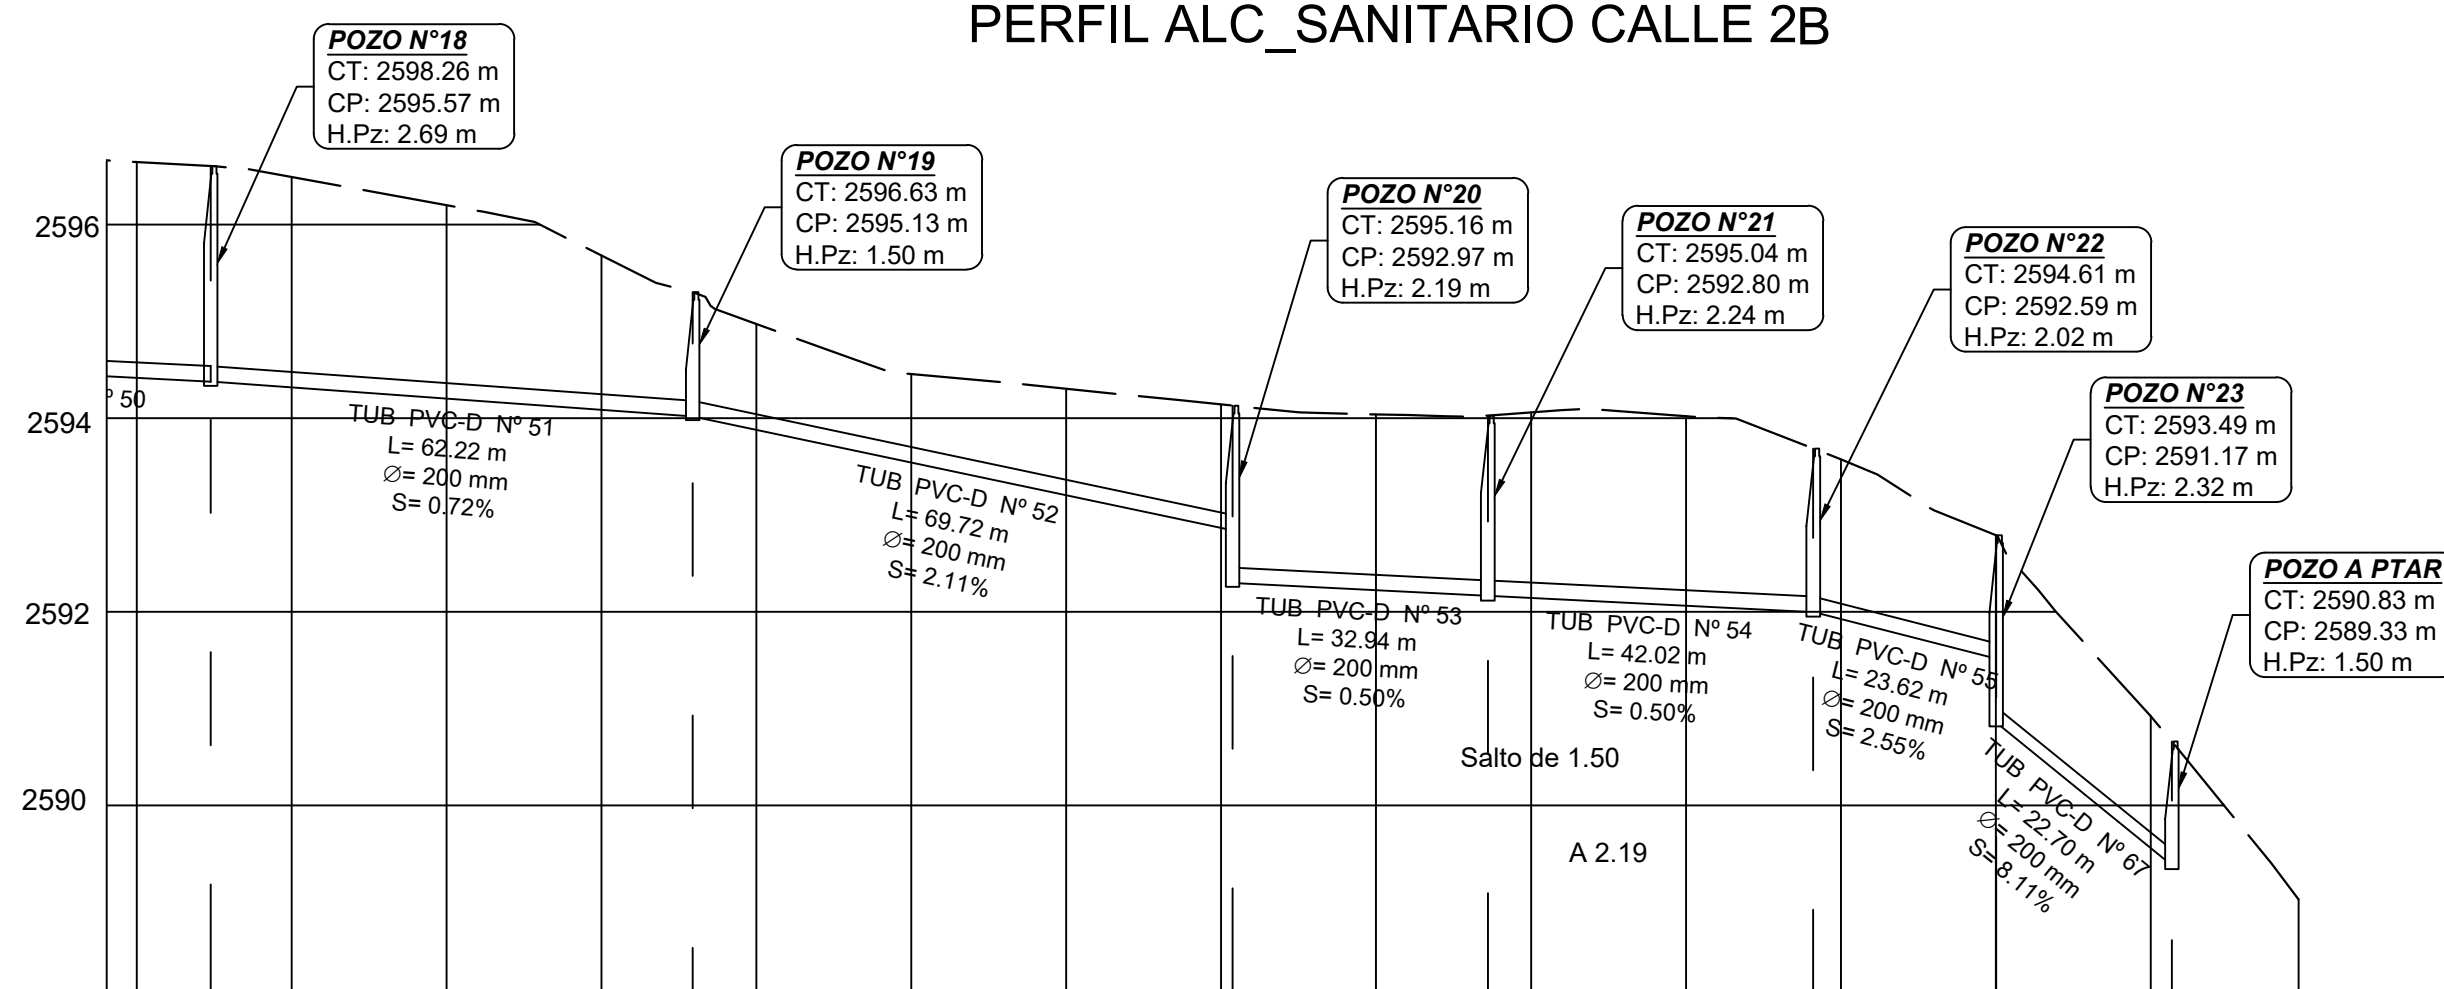 PERFIL ALC_SANITARIO CALLE 2B
POZO N°18
CT: 2598.26 m
CP: 2595.57 m
H.Pz: 2.69 m
POZO N°19
CT: 2596.63 m
CP: 2595.13 m
H.Pz: 1.50 m
POZO N°20
CT: 2595.16 m
CP: 2592.97 m
H.Pz: 2.19 m
POZO N°21
CT: 2595.04 m
CP: 2592.80 m
H.Pz: 2.24 m
POZO N°22
CT: 2594.61 m
CP: 2592.59 m
H.Pz: 2.02 m
POZO N°23
CT: 2593.49 m
CP: 2591.17 m
H.Pz: 2.32 m
POZO A PTAR
CT: 2590.83 m
CP: 2589.33 m
H.Pz: 1.50 m
2596
2594
2592
2590
º 50
TUB PVC-D Nº 51
L= 62.22 m
Ø= 200 mm
S= 0.72%
TUB PVC-D Nº 52
L= 69.72 m
Ø= 200 mm
S= 2.11%
TUB PVC-D Nº 53
L= 32.94 m
Ø= 200 mm
S= 0.50%
TUB PVC-D Nº 54
L= 42.02 m
Ø= 200 mm
S= 0.50%
TUB PVC-D Nº 55
L= 23.62 m
Ø= 200 mm
S= 2.55%
TUB PVC-D Nº 67
L= 22.70 m
Ø= 200 mm
S= 8.11%
Salto de 1.50
A 2.19